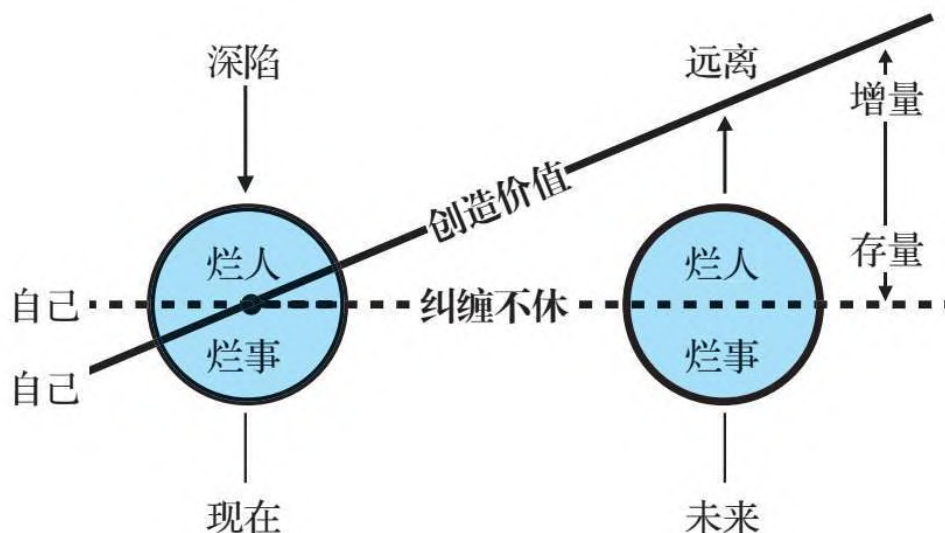 深陷
远离
增量
创造价值
烂人
烂人
存量
自己
纠缠不休
烂事
烂事
自己
现在
未来